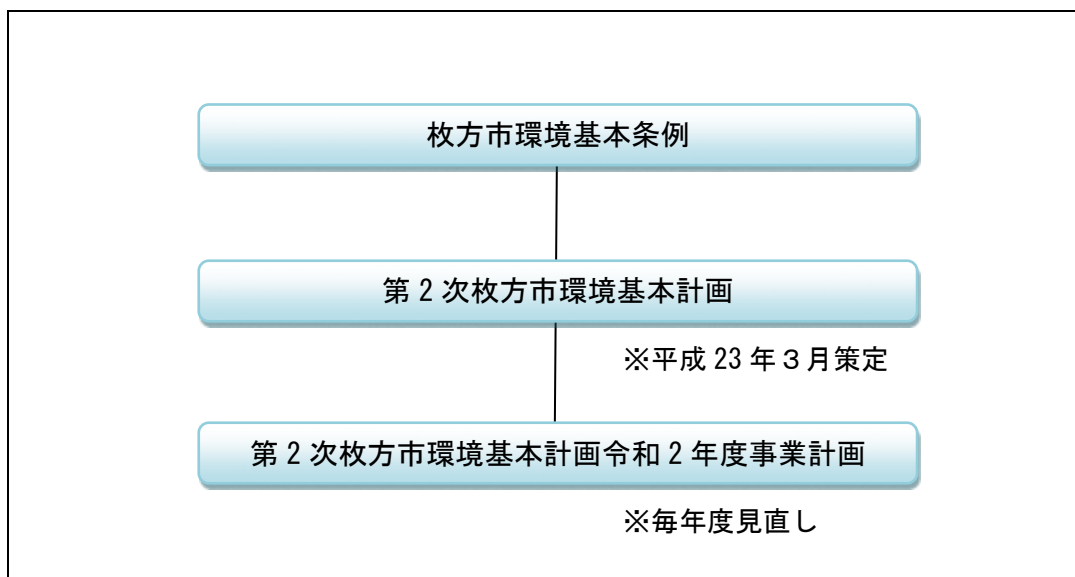 枚方市環境基本条例
第2次枚方市環境基本計画
※平成23年３月策定
第2次枚方市環境基本計画令和2年度事業計画
※毎年度見直し